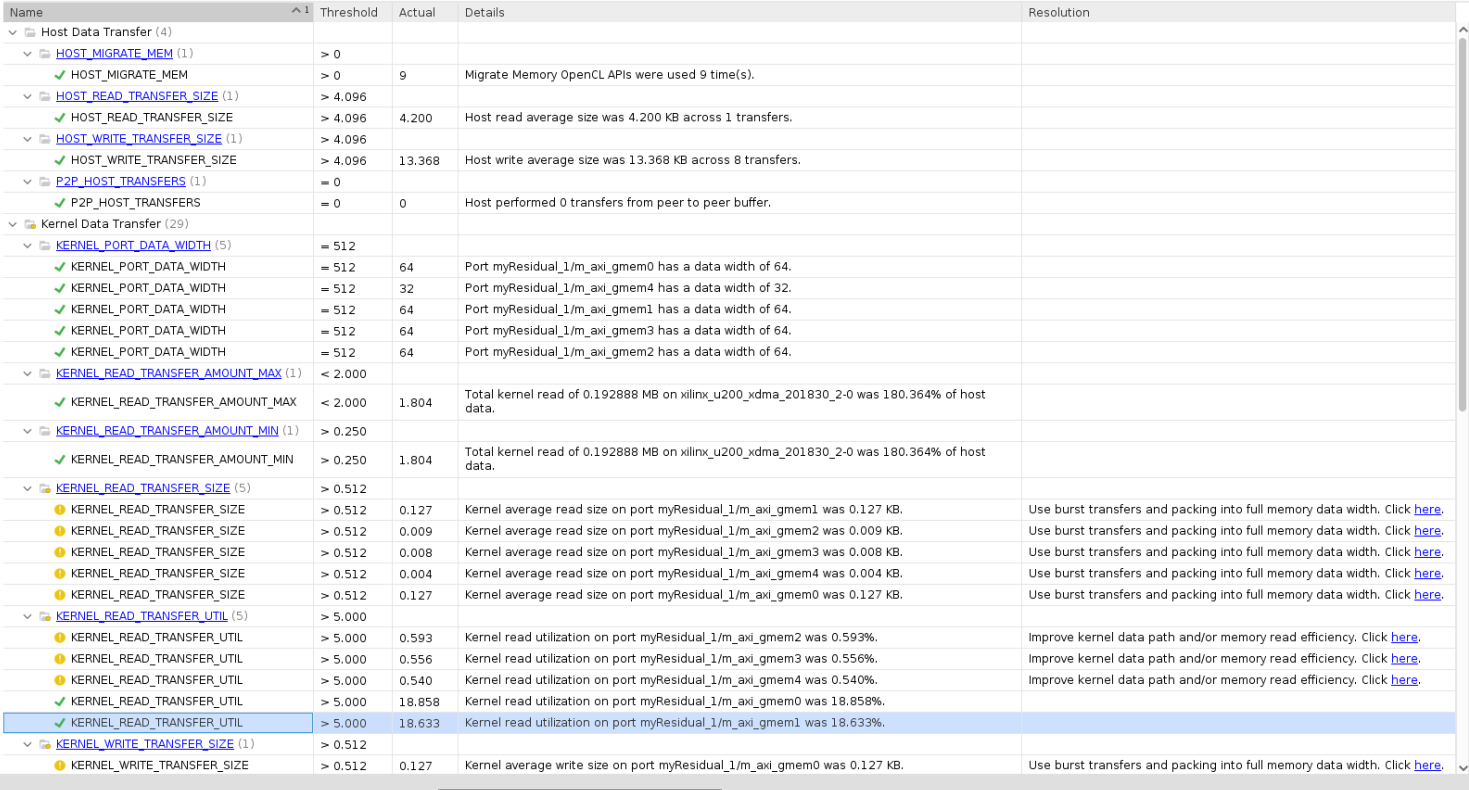 Name 1 Threshold Actual Details Resolution
Host Data Transfer (4)
HOST_MIGRATE_MEM (1) > 0
HOST_MIGRATE_MEM > 0 9 Migrate Memory OpenCL APIs were used 9 time(s).
HOST_READ_TRANSFER_SIZE (1) > 4.096
HOST_READ_TRANSFER_SIZE > 4.096 4.200 Host read average size was 4.200 KB across 1 transfers.
HOST_WRITE_TRANSFER_SIZE (1) > 4.096
HOST_WRITE_TRANSFER_SIZE > 4.096 13.368 Host write average size was 13.368 KB across 8 transfers.
P2P_HOST_TRANSFERS (1) = 0
P2P_HOST_TRANSFERS = 0 0 Host performed 0 transfers from peer to peer buffer.
Kernel Data Transfer (29)
KERNEL_PORT_DATA_WIDTH (5) = 512
KERNEL_PORT_DATA_WIDTH = 512 64 Port myResidual_1/m_axi_gmem0 has a data width of 64.
KERNEL_PORT_DATA_WIDTH = 512 32 Port myResidual_1/m_axi_gmem4 has a data width of 32.
KERNEL_PORT_DATA_WIDTH = 512 64 Port myResidual_1/m_axi_gmem1 has a data width of 64.
KERNEL_PORT_DATA_WIDTH = 512 64 Port myResidual_1/m_axi_gmem3 has a data width of 64.
KERNEL_PORT_DATA_WIDTH = 512 64 Port myResidual_1/m_axi_gmem2 has a data width of 64.
KERNEL_READ_TRANSFER_AMOUNT_MAX (1) < 2.000
KERNEL_READ_TRANSFER_AMOUNT_MAX < 2.000 1.804 Total kernel read of 0.192888 MB on xilinx_u200_xdma_201830_2-0 was 180.364% of host
data.
KERNEL_READ_TRANSFER_AMOUNT_MIN (1) > 0.250
KERNEL_READ_TRANSFER_AMOUNT_MIN > 0.250 1.804 Total kernel read of 0.192888 MB on xilinx_u200_xdma_201830_2-0 was 180.364% of host
data.
KERNEL_READ_TRANSFER_SIZE (5) > 0.512
KERNEL_READ_TRANSFER_SIZE > 0.512 0.127 Kernel average read size on port myResidual_1/m_axi_gmem1 was 0.127 KB. Use burst transfers and packing into full memory data width. Click here.
KERNEL_READ_TRANSFER_SIZE > 0.512 0.009 Kernel average read size on port myResidual_1/m_axi_gmem2 was 0.009 KB. Use burst transfers and packing into full memory data width. Click here.
KERNEL_READ_TRANSFER_SIZE > 0.512 0.008 Kernel average read size on port myResidual_1/m_axi_gmem3 was 0.008 KB. Use burst transfers and packing into full memory data width. Click here.
KERNEL_READ_TRANSFER_SIZE > 0.512 0.004 Kernel average read size on port myResidual_1/m_axi_gmem4 was 0.004 KB. Use burst transfers and packing into full memory data width. Click here.
KERNEL_READ_TRANSFER_SIZE > 0.512 0.127 Kernel average read size on port myResidual_1/m_axi_gmem0 was 0.127 KB. Use burst transfers and packing into full memory data width. Click here.
KERNEL_READ_TRANSFER_UTIL (5) > 5.000
KERNEL_READ_TRANSFER_UTIL > 5.000 0.593 Kernel read utilization on port myResidual_1/m_axi_gmem2 was 0.593%. Improve kernel data path and/or memory read efficiency. Click here.
KERNEL_READ_TRANSFER_UTIL > 5.000 0.556 Kernel read utilization on port myResidual_1/m_axi_gmem3 was 0.556%. Improve kernel data path and/or memory read efficiency. Click here.
KERNEL_READ_TRANSFER_UTIL > 5.000 0.540 Kernel read utilization on port myResidual_1/m_axi_gmem4 was 0.540%. Improve kernel data path and/or memory read efficiency. Click here.
KERNEL_READ_TRANSFER_UTIL > 5.000 18.858 Kernel read utilization on port myResidual_1/m_axi_gmem0 was 18.858%.
KERNEL_READ_TRANSFER_UTIL > 5.000 18.633 Kernel read utilization on port myResidual_1/m_axi_gmem1 was 18.633%.
KERNEL_WRITE_TRANSFER_SIZE (1) > 0.512
KERNEL_WRITE_TRANSFER_SIZE > 0.512 0.127 Kernel average write size on port myResidual_1/m_axi_gmem0 was 0.127 KB. Use burst transfers and packing into full memory data width. Click here.